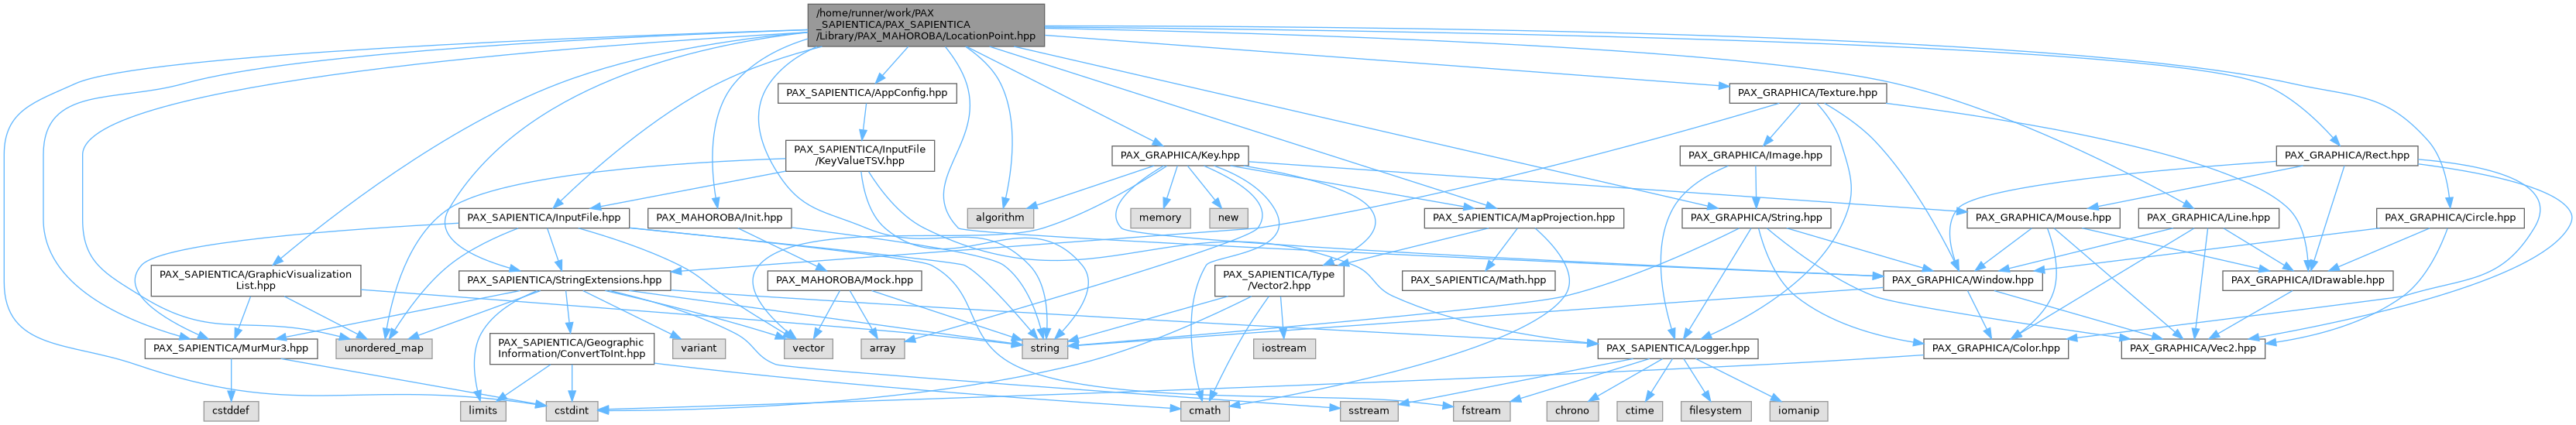 /home/runner/work/PAX
_SAPIENTICA/PAX_SAPIENTICA
/Library/PAX_MAHOROBA/LocationPoint.hpp
PAX_SAPIENTICA/AppConfig.hpp
PAX_GRAPHICA/Texture.hpp
PAX_SAPIENTICA/InputFile
/KeyValueTSV.hpp
PAX_GRAPHICA/Key.hpp
PAX_GRAPHICA/Image.hpp
PAX_GRAPHICA/Rect.hpp
PAX_SAPIENTICA/InputFile.hpp
PAX_MAHOROBA/Init.hpp
algorithm
memory
new
PAX_SAPIENTICA/MapProjection.hpp
PAX_GRAPHICA/String.hpp
PAX_GRAPHICA/Mouse.hpp
PAX_GRAPHICA/Line.hpp
PAX_GRAPHICA/Circle.hpp
PAX_SAPIENTICA/GraphicVisualization
List.hpp
PAX_SAPIENTICA/StringExtensions.hpp
PAX_MAHOROBA/Mock.hpp
PAX_SAPIENTICA/Type
/Vector2.hpp
PAX_SAPIENTICA/Math.hpp
PAX_GRAPHICA/Window.hpp
PAX_GRAPHICA/IDrawable.hpp
PAX_SAPIENTICA/MurMur3.hpp
unordered_map
PAX_SAPIENTICA/Geographic
Information/ConvertToInt.hpp
variant
vector
array
string
iostream
PAX_SAPIENTICA/Logger.hpp
PAX_GRAPHICA/Color.hpp
PAX_GRAPHICA/Vec2.hpp
cstddef
limits
cstdint
cmath
sstream
fstream
chrono
ctime
filesystem
iomanip